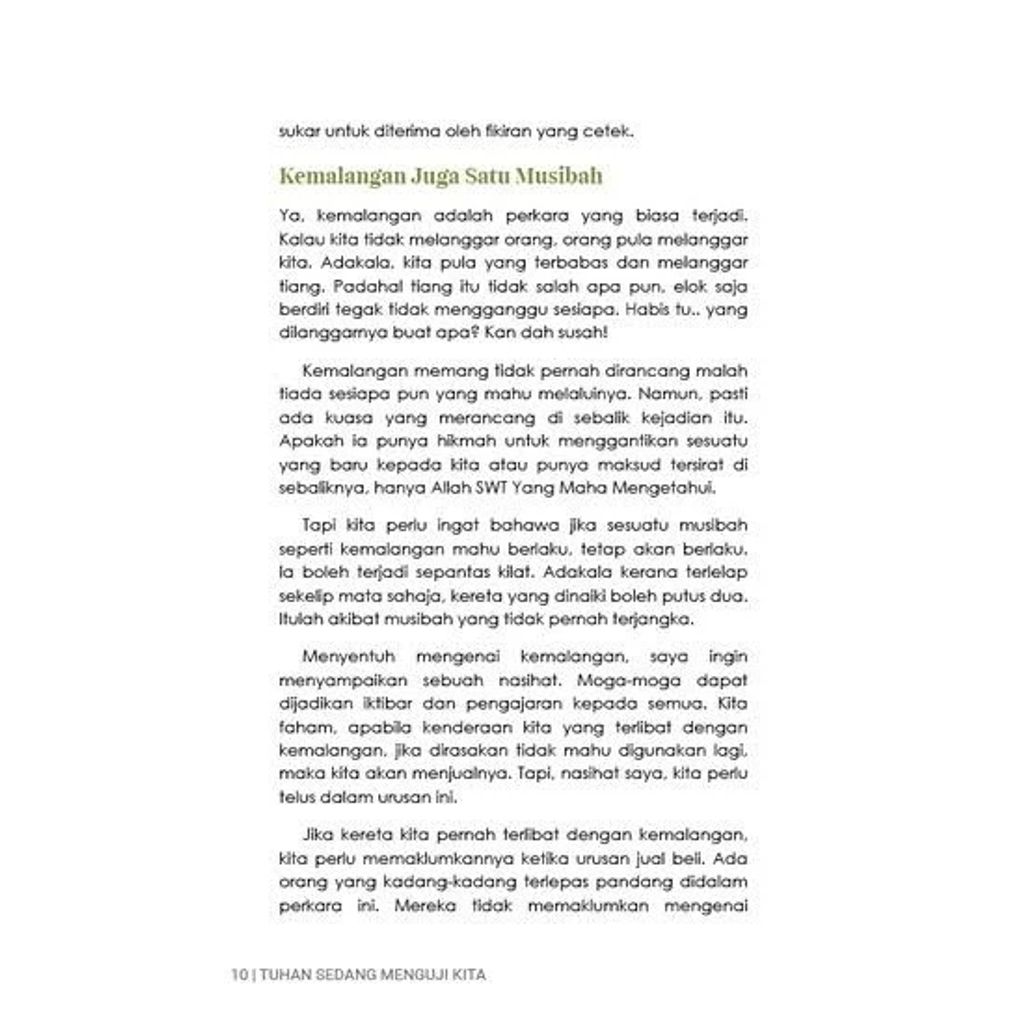 sukar untuk diterima oleh fikiran yang cetek.
Kemalangan Juga Satu Musibah
Ya, kemalangan adalah perkara yang biasa terjadi.
Kalau kita tidak melanggar orang, orang pula melanggar
kita. Adakala, kita pula yang terbabas dan melanggar
tiang. Padahal tiang itu tidak salah apa pun, elok saja
berdiri tegak tidak mengganggu sesiapa. Habis tu.. yang
dilanggarnya buat apa? Kan dah susah!
Kemalangan memang tidak pernah dirancang malah
tiada sesiapa pun yang mahu melaluinya. Namun, pasti
ada kuasa yang merancang di sebalik kejadian itu.
Apakah ia punya hikmah untuk menggantikan sesuatu
yang baru kepada kita atau punya maksud tersirat di
sebaliknya, hanya Allah SWT Yang Maha Mengetahui.
Tapi kita perlu ingat bahawa jika sesuatu musibah
seperti kemalangan mahu berlaku, tetap akan berlaku.
Ia boleh terjadi sepantas kilat. Adakala kerana terlelap
sekelip mata sahaja, kereta yang dinaiki boleh putus dua.
Itulah akibat musibah yang tidak pernah terjangka.
Menyentuh mengenai kemalangan, saya ingin
menyampaikan sebuah nasihat. Moga-moga dapat
dijadikan iktibar dan pengajaran kepada semua. Kita
faham, apabila kenderaan kita yang terlibat dengan
kemalangan, jika dirasakan tidak mahu digunakan lagi,
maka kita akan menjualnya. Tapi, nasihat saya, kita perlu
telus dalam urusan ini.
Jika kereta kita pernah terlibat dengan kemalangan,
kita perlu memaklumkannya ketika urusan jual beli. Ada
orang yang kadang-kadang terlepas pandang didalam
perkara ini. Mereka tidak memaklumkan mengenai
10 | TUHAN SEDANG MENGUJI KITA